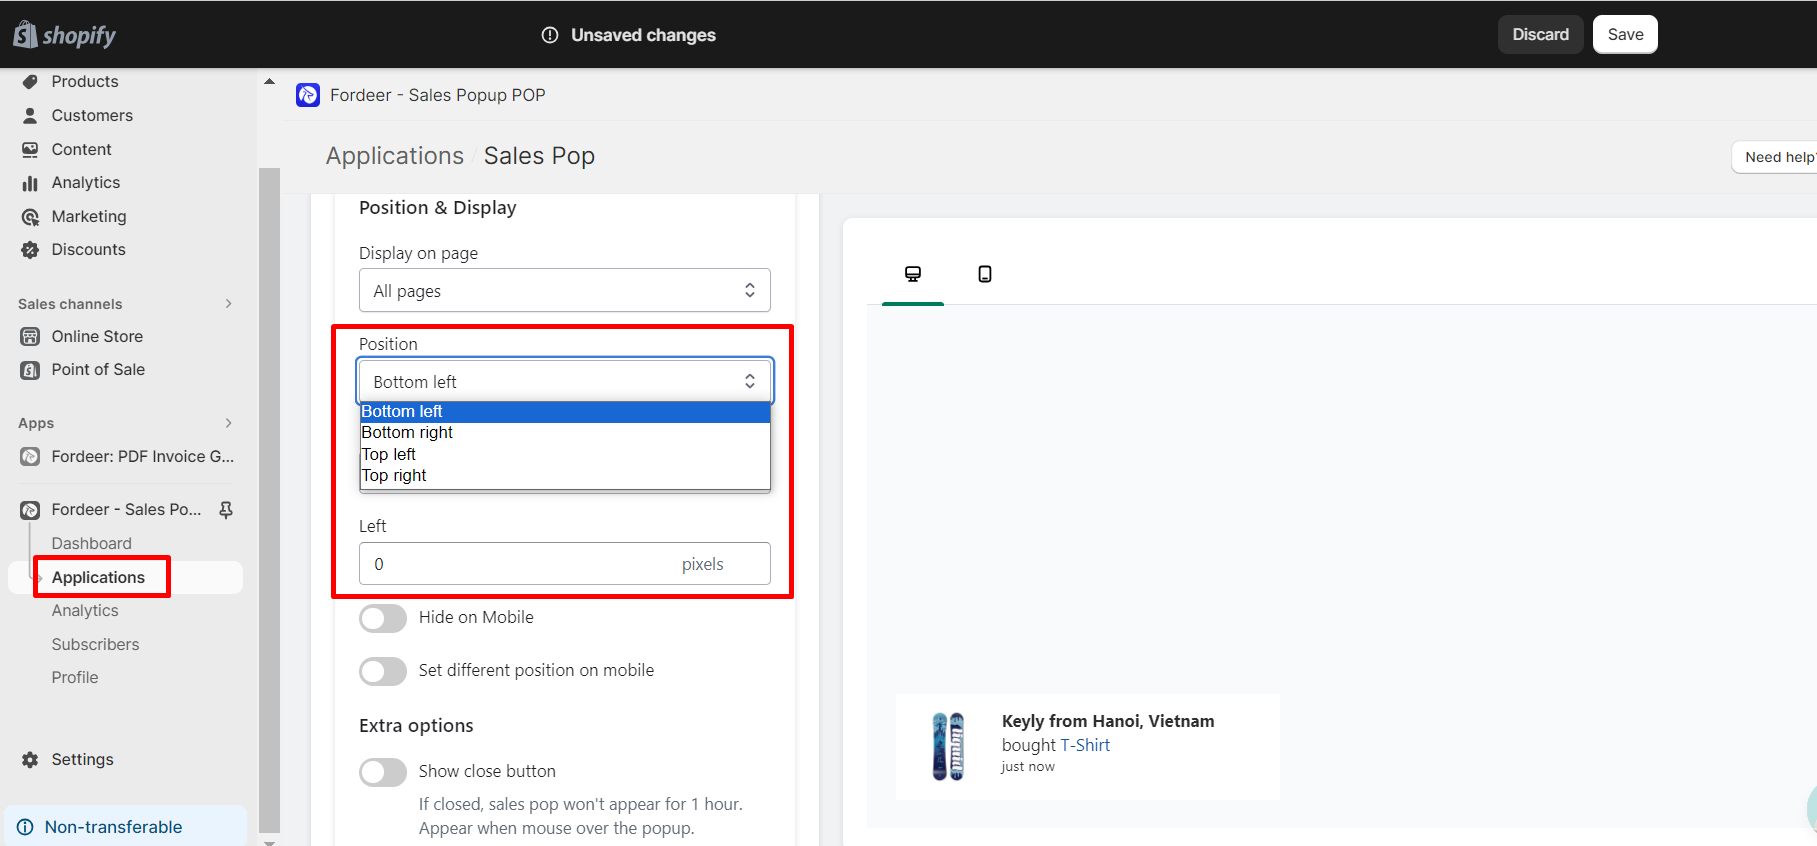 shopify
Unsaved changes
Discard
Save
Products
Customers
Content
Analytics
Marketing
Discounts
Sales channels
Online Store
Point of Sale
Apps
Fordeer: PDF Invoice G...
Fordeer - Sales Po...
Dashboard
Applications
Analytics
Subscribers
Profile
Settings
Non-transferable
Fordeer - Sales Popup POP
Applications / Sales Pop
Need help?
Position & Display
Display on page
All pages
Position
Bottom left
Bottom left
Bottom right
Top left
Top right
Left
0 pixels
Hide on Mobile
Set different position on mobile
Extra options
Show close button
If closed, sales pop won't appear for 1 hour.
Appear when mouse over the popup.
Keyly from Hanoi, Vietnam
bought T-Shirt
just now